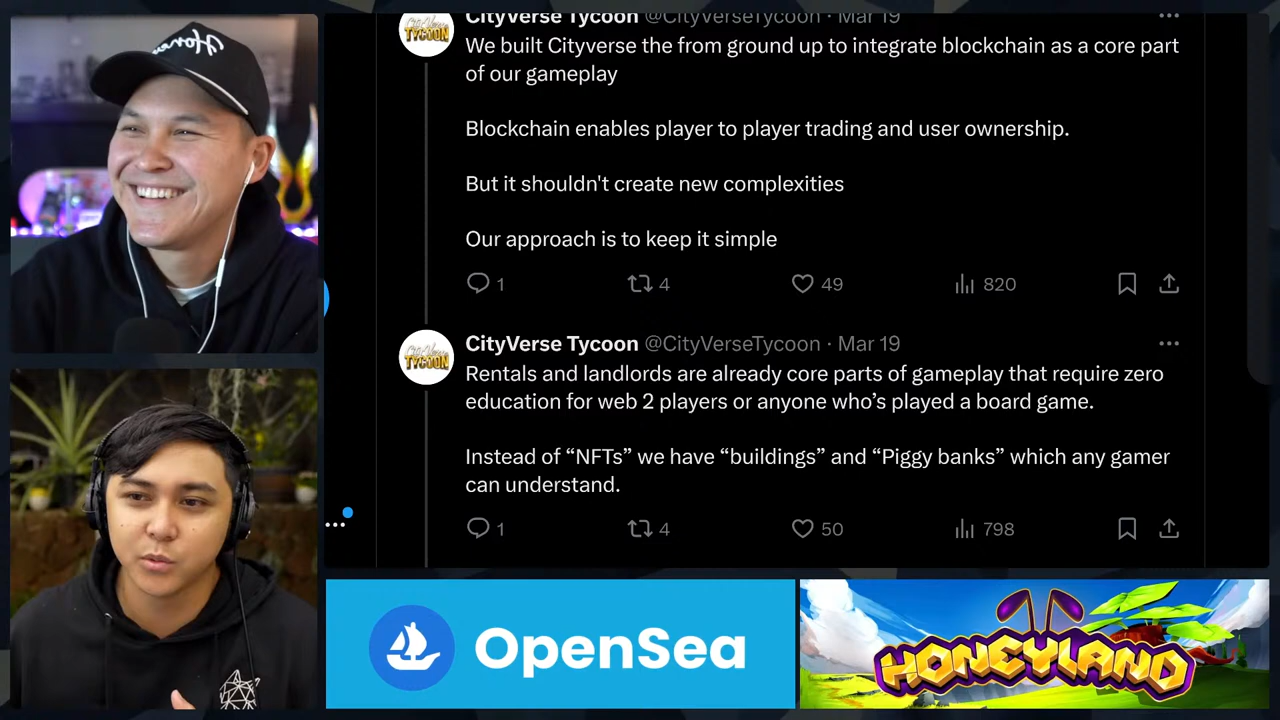 Honey
CityVerse Tycoon @CityVerseTycoon · Mar 19
We built Cityverse the from ground up to integrate blockchain as a core part
of our gameplay
Blockchain enables player to player trading and user ownership.
But it shouldn't create new complexities
Our approach is to keep it simple
1 4 49 820
CityVerse
TYCOON
CityVerse Tycoon @CityVerseTycoon · Mar 19
Rentals and landlords are already core parts of gameplay that require zero
education for web 2 players or anyone who’s played a board game.
Instead of “NFTs” we have “buildings” and “Piggy banks” which any gamer
can understand.
1 4 50 798
OpenSea
HONEYLAND